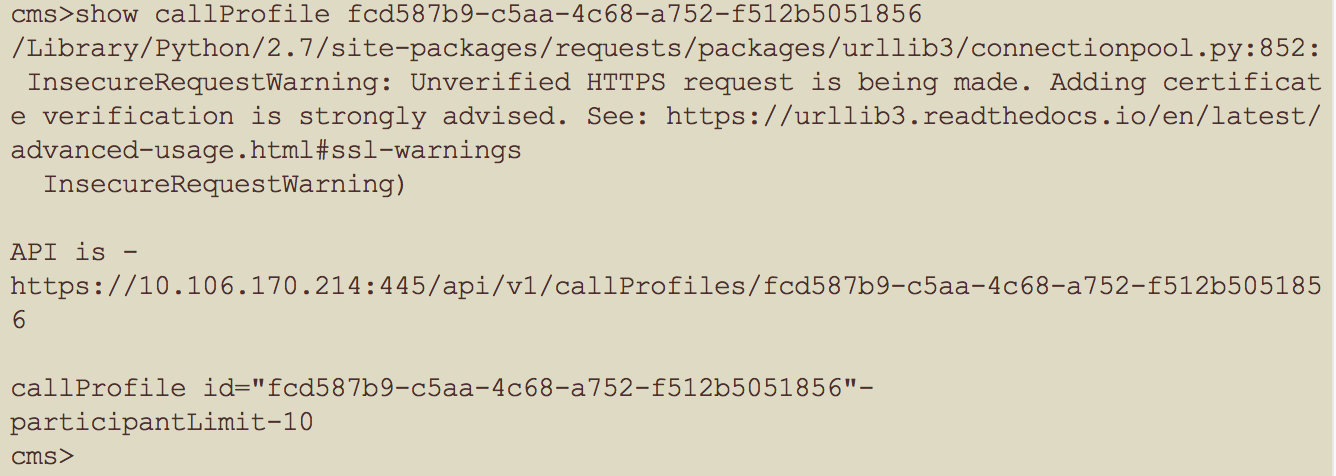 cms>show callProfile fcd587b9-c5aa-4c68-a752-f512b5051856
/Library/Python/2.7/site-packages/requests/packages/urllib3/connectionpool.py:852:
 InsecureRequestWarning: Unverified HTTPS request is being made. Adding certificat
e verification is strongly advised. See: https://urllib3.readthedocs.io/en/latest/
advanced-usage.html#ssl-warnings
  InsecureRequestWarning)

API is -
https://10.106.170.214:445/api/v1/callProfiles/fcd587b9-c5aa-4c68-a752-f512b505185
6

callProfile id="fcd587b9-c5aa-4c68-a752-f512b5051856"-
participantLimit-10
cms>